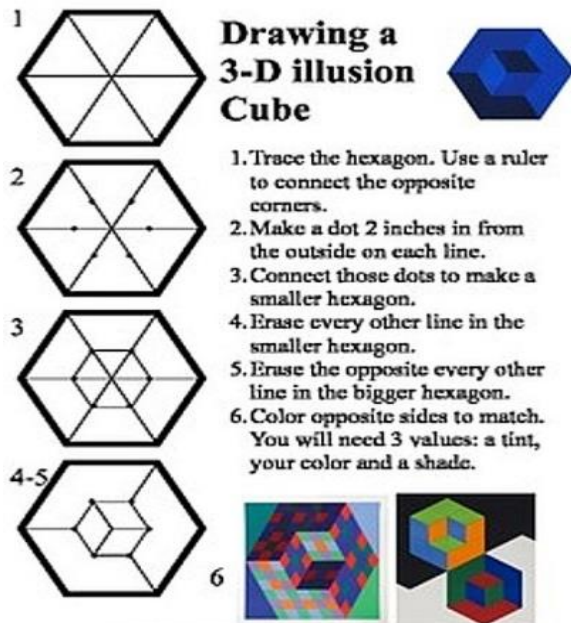 1
Drawing a
3-D illusion
Cube
1. Trace the hexagon. Use a ruler
to connect the opposite
corners.
2
2. Make a dot 2 inches in from
the outside on each line.
3. Connect those dots to make a
smaller hexagon.
3
4. Erase every other line in the
smaller hexagon.
5. Erase the opposite every other
line in the bigger hexagon.
6. Color opposite sides to match.
You will need 3 values: a tint,
your color and a shade.
4-5
6